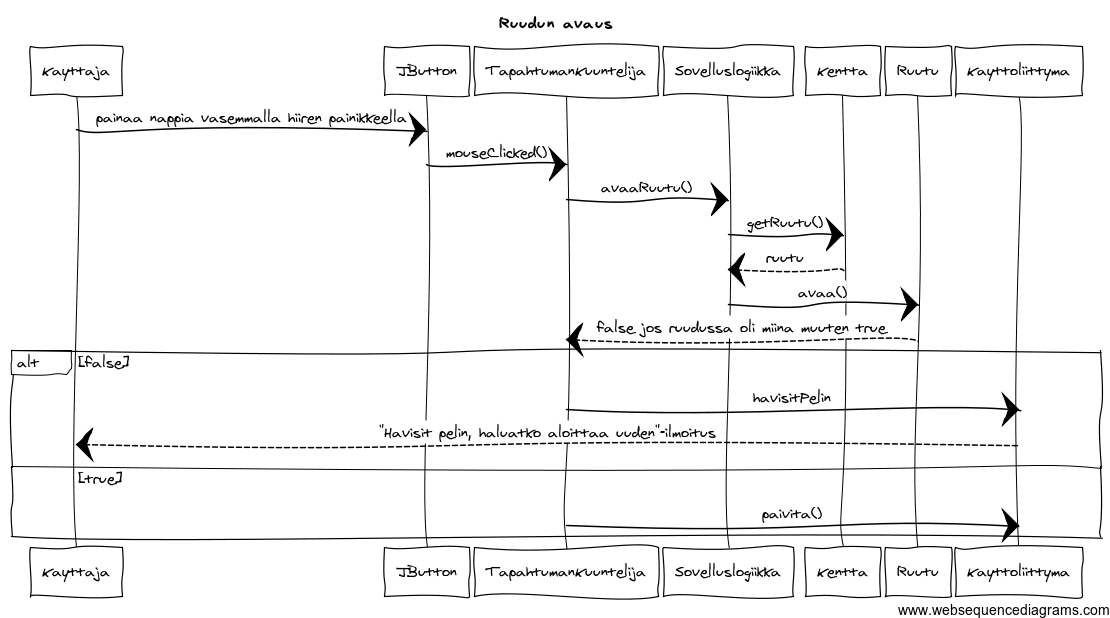 Ruudun avaus
Kayttaja JButton Tapahtumankuuntelija Sovelluslogiikka Kentta Ruutu Kayttoliittyma
painaa nappia vasemmalla hiiren painikkeella
mouseClicked()
avaaRuutu()
getRuutu()
ruutu
avaa()
false jos ruudussa oli miina muuten true
alt [false]
havisitPelin
"Havisit pelin, haluatko aloittaa uuden"-ilmoitus
[true]
paivita()
Kayttaja JButton Tapahtumankuuntelija Sovelluslogiikka Kentta Ruutu Kayttoliittyma
www.websequencediagrams.com